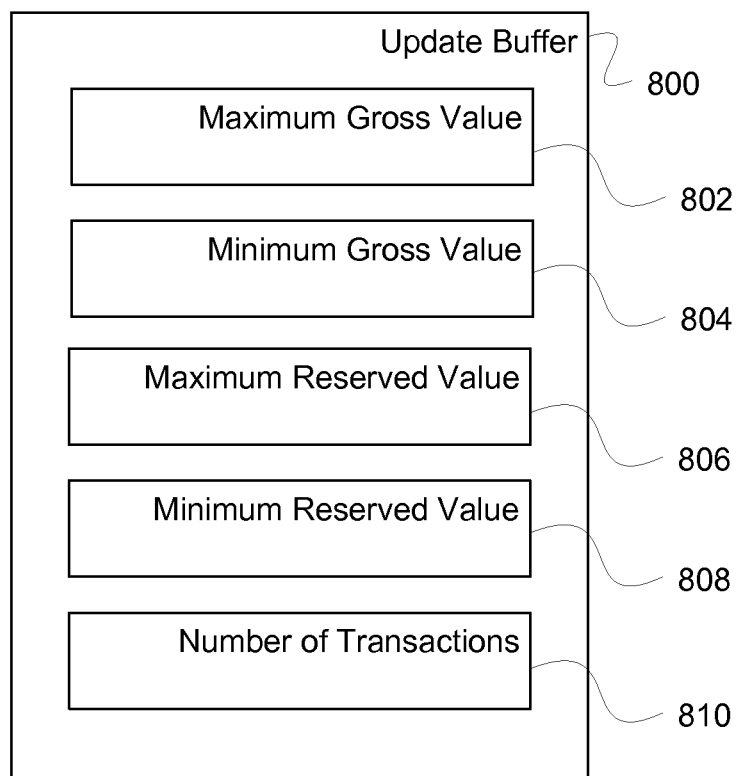 Update Buffer
800
Maximum Gross Value
802
Minimum Gross Value
804
Maximum Reserved Value
806
Minimum Reserved Value
808
Number of Transactions
810